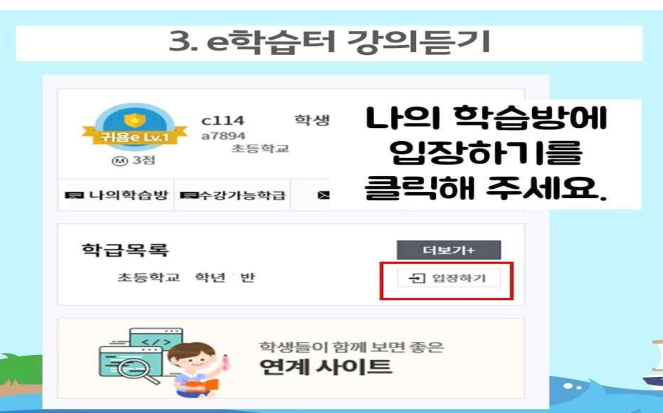 3. e학습터 강의듣기
귀욤e Lv.1
M 3점
c114 학생
a7894
초등학교
나의 학습방에
입장하기를
클릭해 주세요.
나의학습방 수강가능학급
학급목록
더보기+
초등학교 학년 반
입장하기
</>
학생들이 함께 보면 좋은
연계 사이트